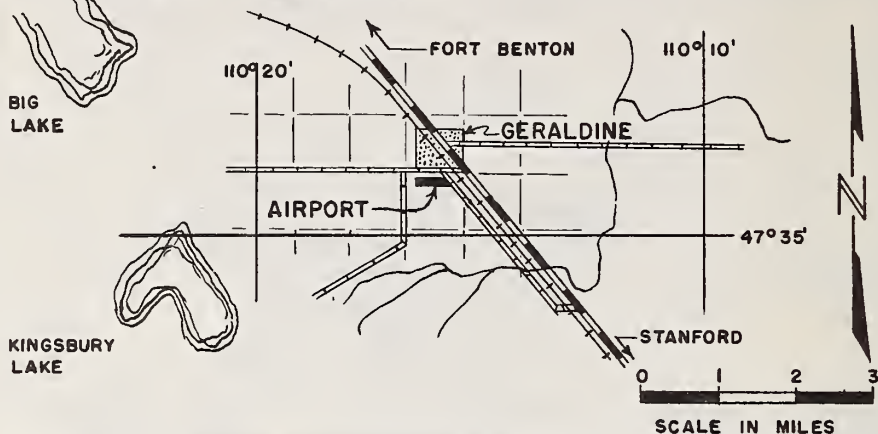 FORT BENTON
110° 10'
110° 20'
BIG
LAKE
GERALDINE
N
AIRPORT
47° 35'
KINGSBURY
LAKE
STANFORD
0 1 2 3
SCALE IN MILES